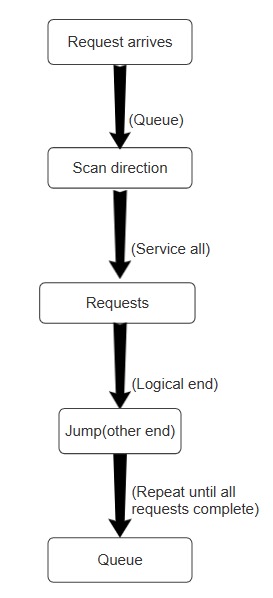 Request arrives
(Queue)
Scan direction
(Service all)
Requests
(Logical end)
Jump(other end)
(Repeat until all
requests complete)
Queue